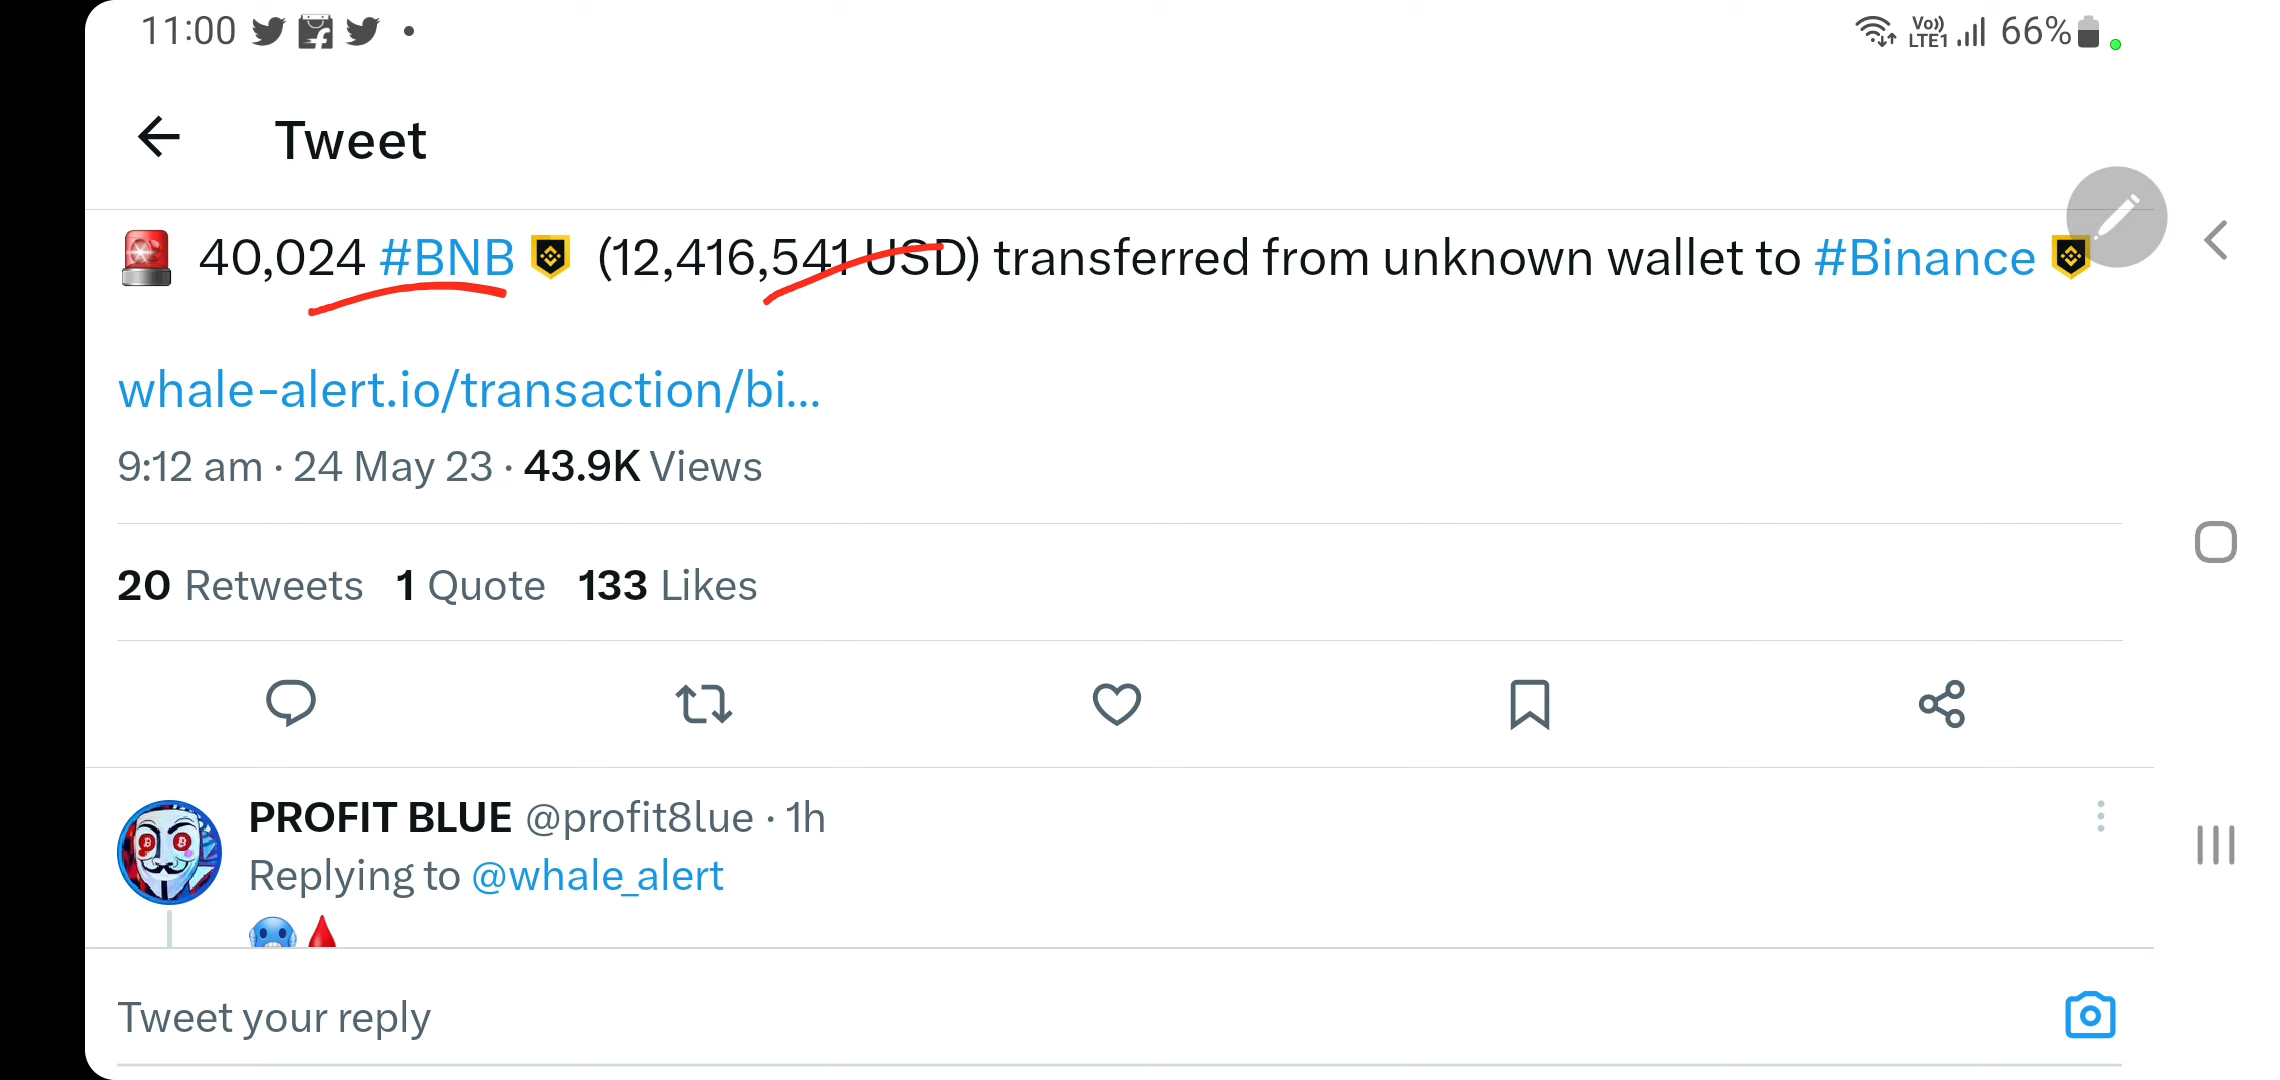 11:00 Vo)) LTE1 66%
Tweet
🚨 40,024 #BNB (12,416,541 USD) transferred from unknown wallet to #Binance
whale-alert.io/transaction/bi...
9:12 am · 24 May 23 · 43.9K Views
20 Retweets 1 Quote 133 Likes
PROFIT BLUE @profit8lue · 1h
Replying to @whale_alert
🥶🩸
Tweet your reply